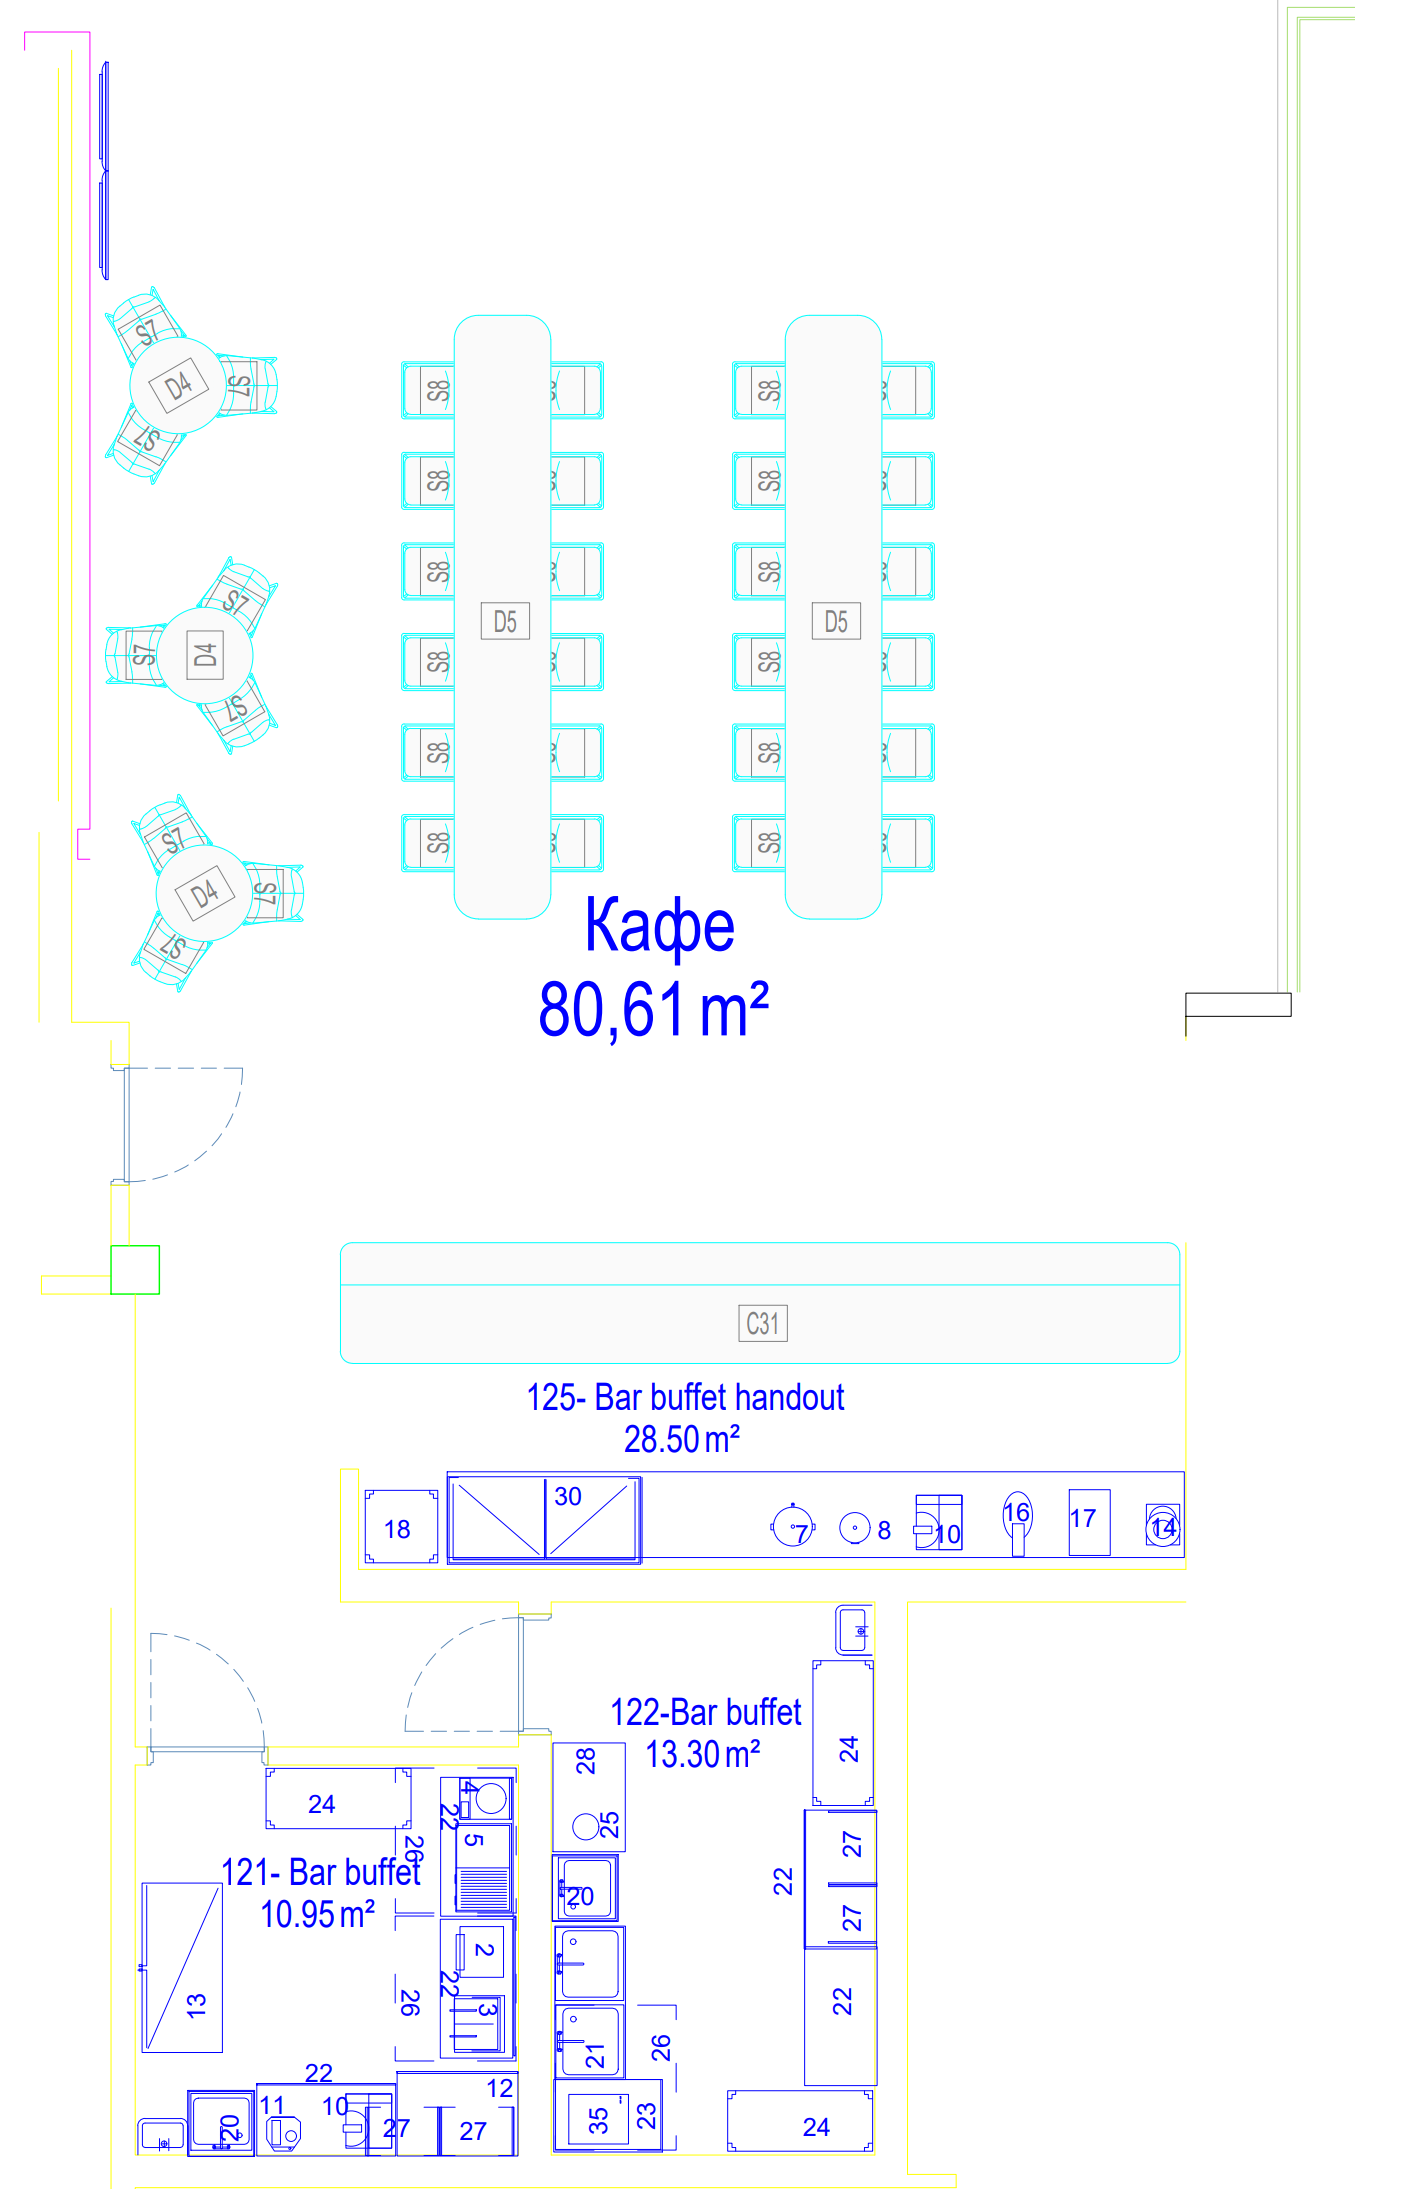 S7
D4
S7
S7
S7
S7
D4
S7
S7
D4
S7
S7
S8
S8
S8
S8
S8
S8
D5
S8
S8
S8
S8
S8
S8
D5
Кафе
80,61 m²
C31
125- Bar buffet handout
28.50 m²
18
30
7
8
10
16
17
14
122-Bar buffet
13.30 m²
24
28
25
27
22
27
20
22
21
26
35
23
24
24
4
22
5
26
121- Bar buffet
10.95 m²
2
22
26
3
13
22
12
11
10
20
27
27